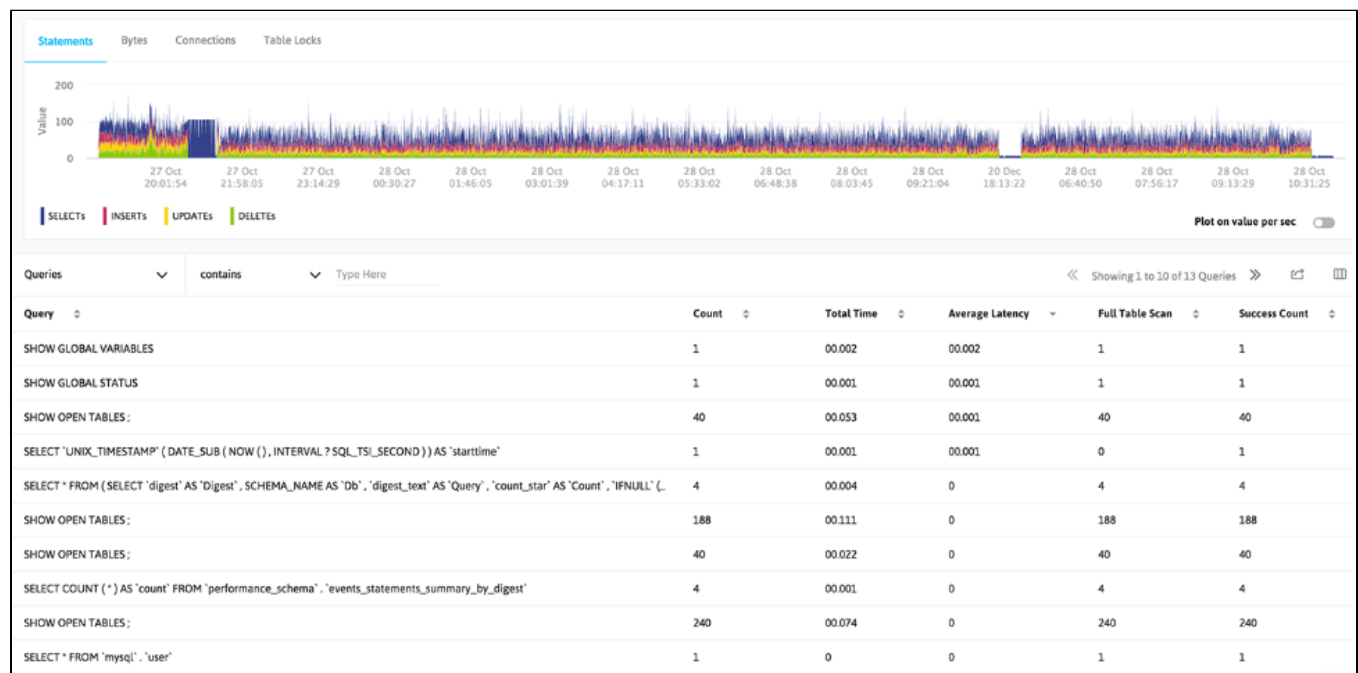 Statements Bytes Connections Table Locks
200
100
0
Value
27 Oct 27 Oct 27 Oct 28 Oct 28 Oct 28 Oct 28 Oct 28 Oct 28 Oct 28 Oct 28 Oct 20 Dec 28 Oct 28 Oct 28 Oct 28 Oct
20:01:54 21:58:05 23:14:29 00:30:27 01:46:05 03:01:39 04:17:11 05:33:02 06:48:38 08:03:45 09:21:04 18:13:22 06:40:50 07:56:17 09:13:29 10:31:25
SELECTs INSERTs UPDATEs DELETEs
Plot on value per sec
Queries contains Type Here Showing 1 to 10 of 13 Queries
Query Count Total Time Average Latency Full Table Scan Success Count
SHOW GLOBAL VARIABLES 1 00.002 00.002 1 1
SHOW GLOBAL STATUS 1 00.001 00.001 1 1
SHOW OPEN TABLES ; 40 00.053 00.001 40 40
SELECT `UNIX_TIMESTAMP` ( DATE_SUB ( NOW ( ) , INTERVAL ? SQL_TSI_SECOND ) ) AS `starttime` 1 00.001 00.001 0 1
SELECT * FROM ( SELECT `digest` AS `Digest` , SCHEMA_NAME AS `Db` , `digest_text` AS `Query` , `count_star` AS `Count` , `IFNULL` (... 4 00.004 0 4 4
SHOW OPEN TABLES ; 188 00.111 0 188 188
SHOW OPEN TABLES ; 40 00.022 0 40 40
SELECT COUNT ( * ) AS `count` FROM `performance_schema` . `events_statements_summary_by_digest` 4 00.001 0 4 4
SHOW OPEN TABLES ; 240 00.074 0 240 240
SELECT * FROM `mysql` . `user` 1 0 0 1 1